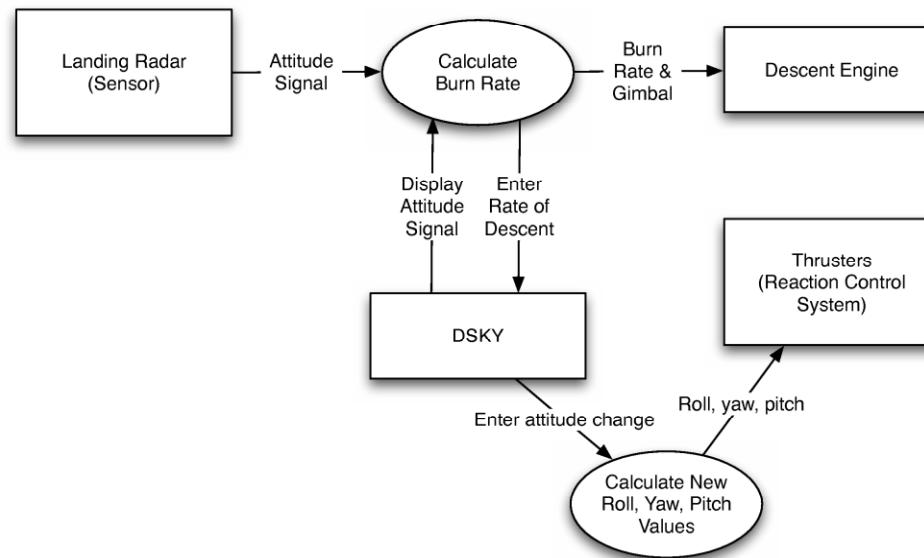 Landing Radar
(Sensor)
Attitude
Signal
Calculate
Burn Rate
Burn
Rate &
Gimbal
Descent Engine
Display
Attitude
Signal
Enter
Rate of
Descent
Thrusters
(Reaction Control
System)
DSKY
Enter attitude change
Roll, yaw, pitch
Calculate New
Roll, Yaw, Pitch
Values